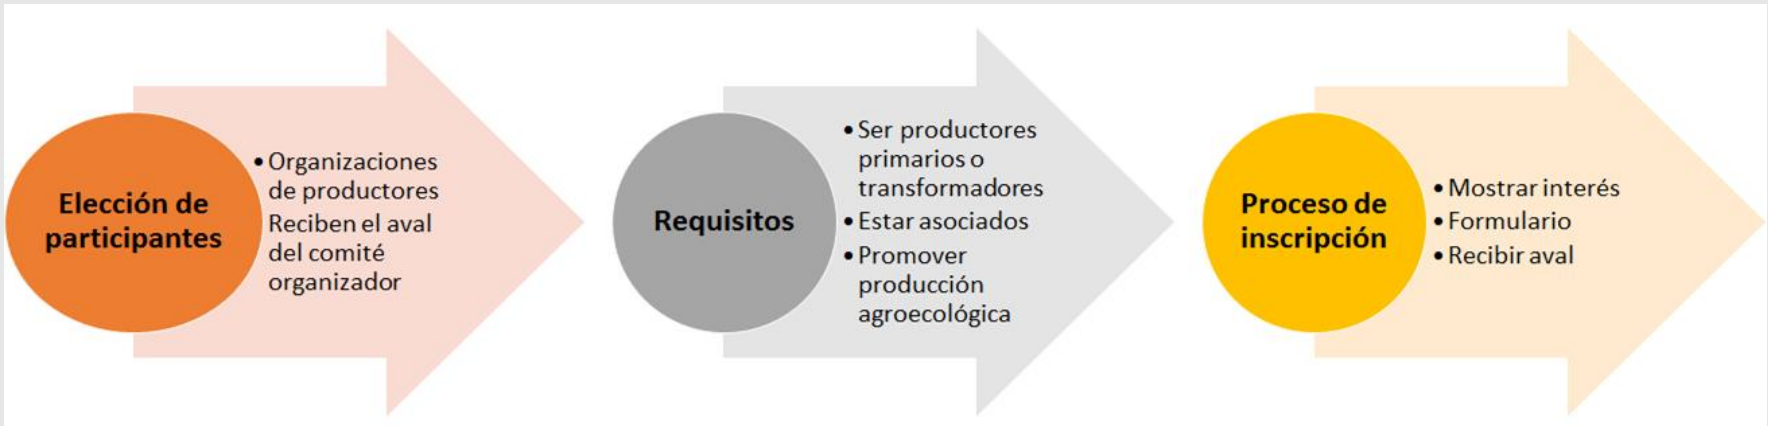 Elección de
participantes
• Organizaciones
de productores
Reciben el aval
del comité
organizador
Requisitos
• Ser productores
primarios o
transformadores
• Estar asociados
• Promover
producción
agroecológica
Proceso de
inscripción
• Mostrar interés
• Formulario
• Recibir aval